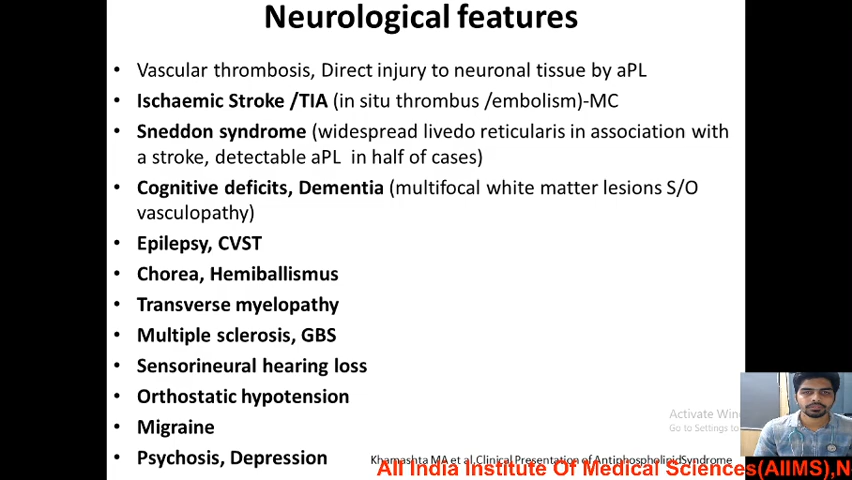 Neurological features
• Vascular thrombosis, Direct injury to neuronal tissue by aPL
• Ischaemic Stroke /TIA (in situ thrombus /embolism)-MC
• Sneddon syndrome (widespread livedo reticularis in association with
a stroke, detectable aPL in half of cases)
• Cognitive deficits, Dementia (multifocal white matter lesions S/O
vasculopathy)
• Epilepsy, CVST
• Chorea, Hemiballismus
• Transverse myelopathy
• Multiple sclerosis, GBS
• Sensorineural hearing loss
• Orthostatic hypotension
• Migraine
Activate Win
Go to Settings to
• Psychosis, Depression
Khamashta MA et al.Clinical Presentation of AntiphospholipidSyndrome
All India Institute Of Medical Sciences(AIIMS),N